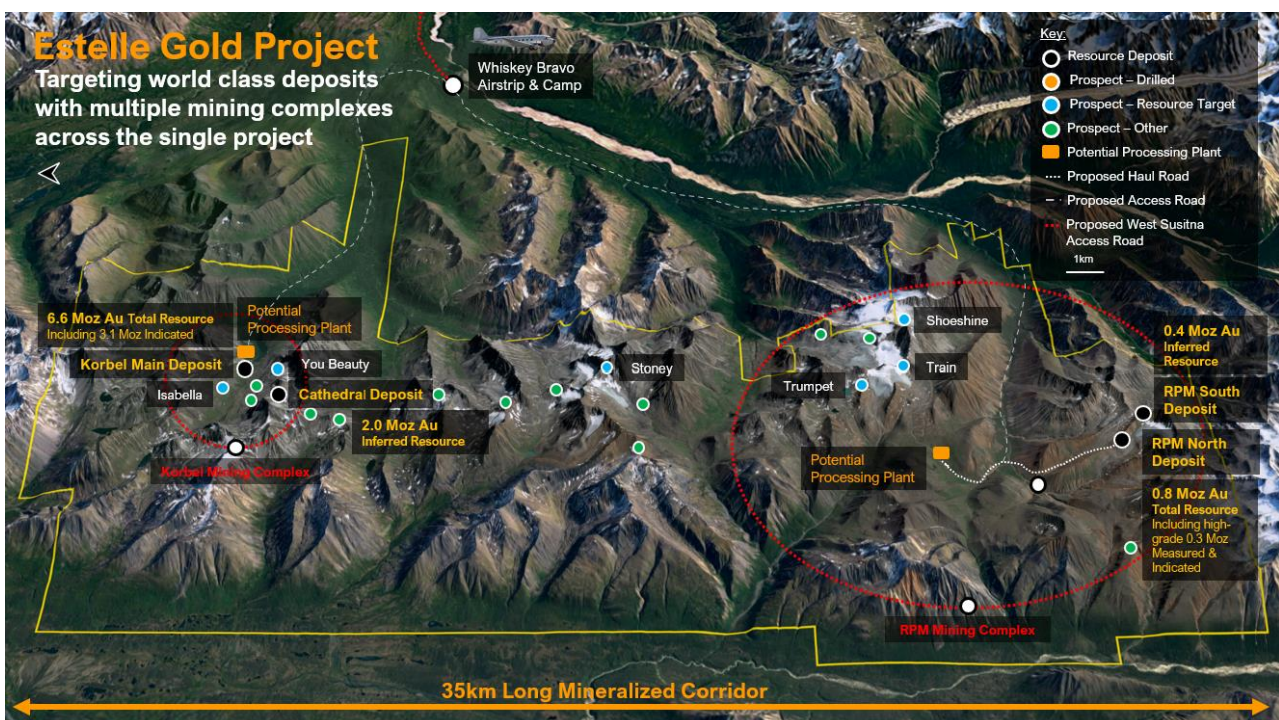 Estelle Gold Project
Targeting world class deposits
with multiple mining complexes
across the single project
Whiskey Bravo
Airstrip & Camp
Key:
Resource Deposit
Prospect – Drilled
Prospect – Resource Target
Prospect – Other
Potential Processing Plant
Proposed Haul Road
Proposed Access Road
Proposed West Susitna
Access Road
1km
6.6 Moz Au Total Resource
Including 3.1 Moz Indicated
Potential
Processing Plant
Korbel Main Deposit
You Beauty
Isabella
Cathedral Deposit
2.0 Moz Au
Inferred Resource
Korbel Mining Complex
Stoney
Shoeshine
Train
Trumpet
Potential
Processing Plant
0.4 Moz Au
Inferred
Resource
RPM South
Deposit
RPM North
Deposit
0.8 Moz Au
Total Resource
Including high-
grade 0.3 Moz
Measured &
Indicated
RPM Mining Complex
35km Long Mineralized Corridor